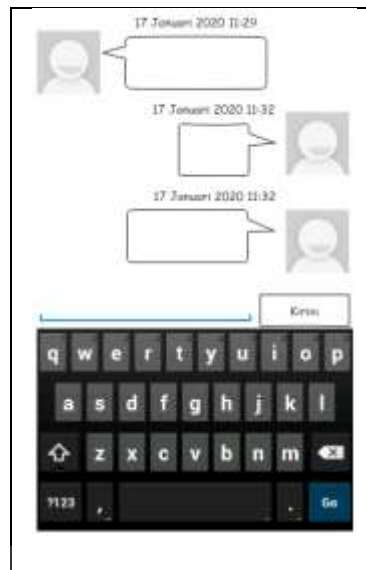 17 Januari 2020 11:29
17 Januari 2020 11:32
17 Januari 2020 11:32
Kirim
q w e r t y u i o p
a s d f g h j k l
z x c v b n m
?123 , . Go